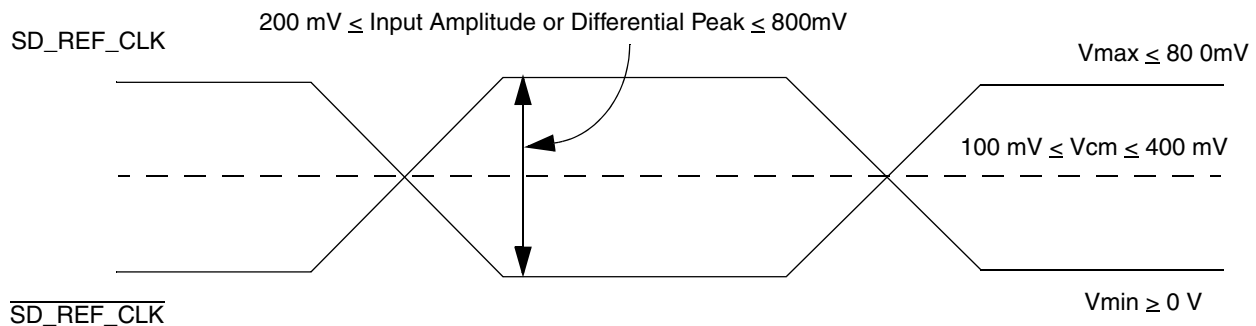 200 mV ≤ Input Amplitude or Differential Peak ≤ 800mV
SD_REF_CLK
Vmax ≤ 80 0mV
100 mV ≤ Vcm ≤ 400 mV
Vmin ≥ 0 V
S̅D̅_̅R̅E̅F̅_̅C̅L̅K̅